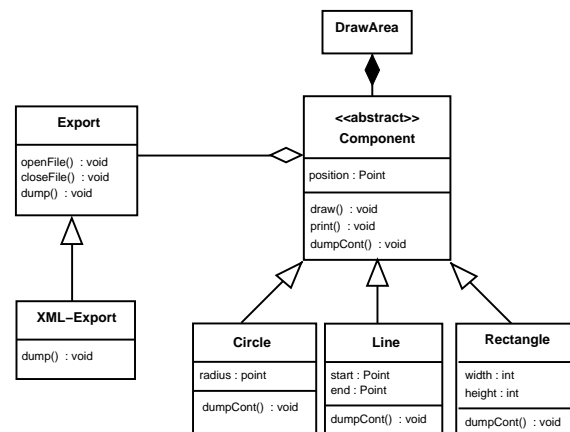 DrawArea
<<abstract>>
Component
position : Point
draw() : void
print() : void
dumpCont() : void
Export
openFile() : void
closeFile() : void
dump() : void
XML−Export
dump() : void
Circle
radius : point
dumpCont() : void
Line
start : Point
end : Point
dumpCont() : void
Rectangle
width : int
height : int
dumpCont() : void